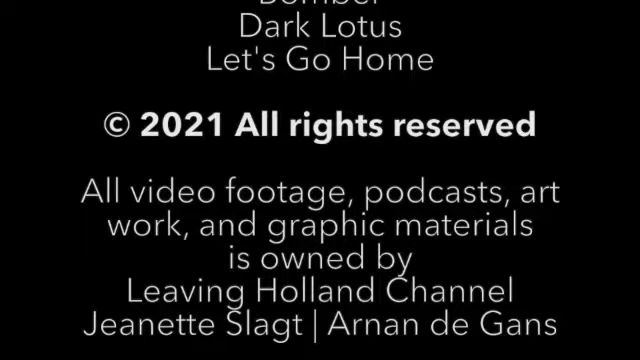 Dark Lotus
Let's Go Home
© 2021 All rights reserved
All video footage, podcasts, art
work, and graphic materials
is owned by
Leaving Holland Channel
Jeanette Slagt | Arnan de Gans